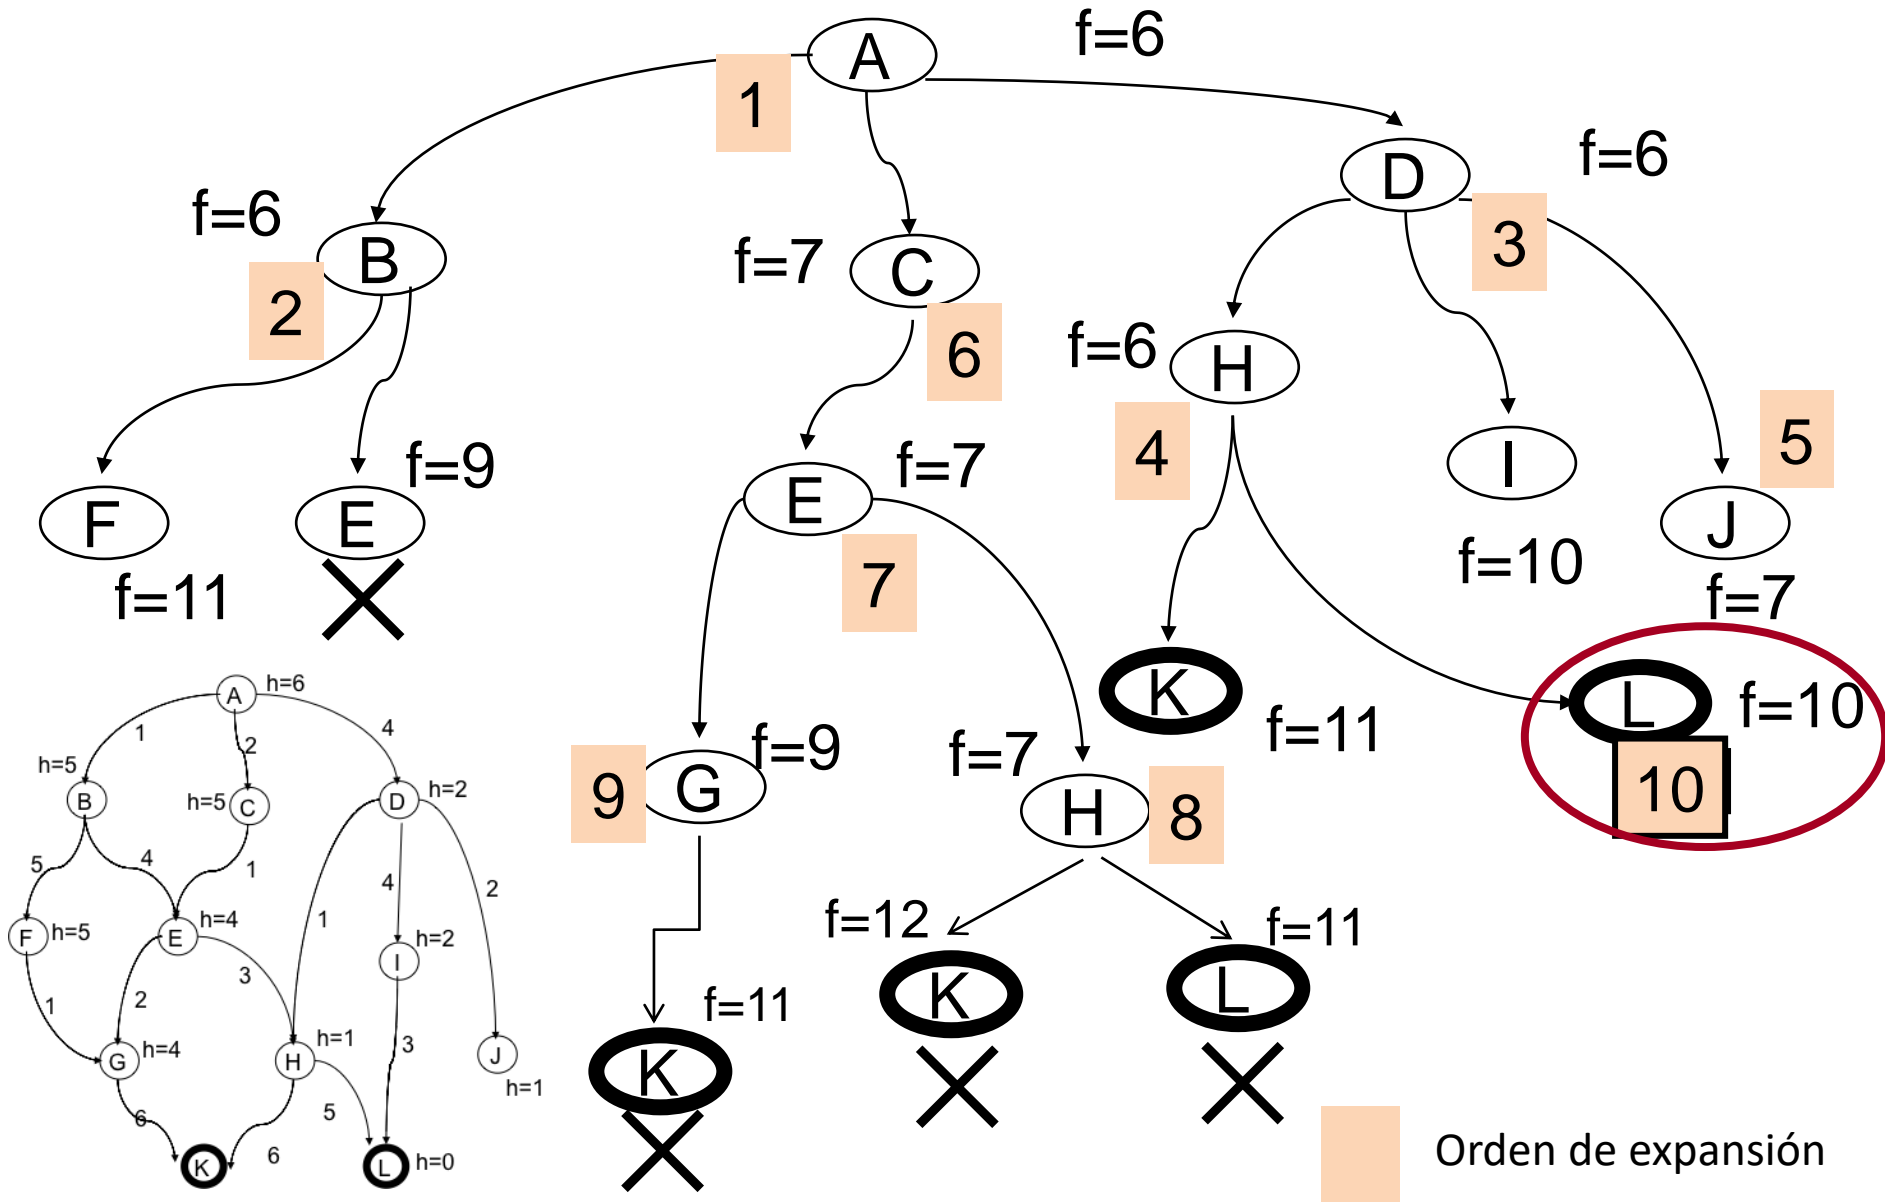 A
f=6
1
D
f=6
f=6
B
2
f=7
C
3
6
f=6
H
4
5
F
f=11
E
f=9
E
f=7
7
I
f=10
J
f=7
K
f=11
L
f=10
10
9
G
f=9
f=7
H
8
f=12
K
f=11
L
f=11
K
A
h=6
1
2
4
h=5
B
h=5
C
D
h=2
5
4
1
1
4
2
F
h=5
E
h=4
I
h=2
1
2
3
3
G
h=4
H
h=1
J
h=1
6
6
5
K
L
h=0
Orden de expansión